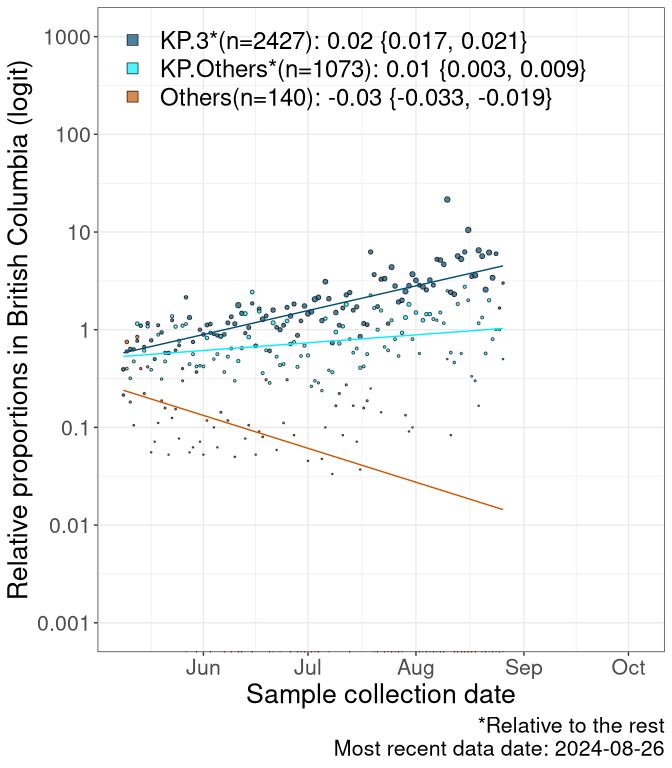 KP.3*(n=2427): 0.02 {0.017, 0.021}
KP.Others*(n=1073): 0.01 {0.003, 0.009}
Others(n=140): -0.03 {-0.033, -0.019}
Relative proportions in British Columbia (logit)
1000
100
10
1
0.1
0.01
0.001
Jun Jul Aug Sep Oct
Sample collection date
*Relative to the rest
Most recent data date: 2024-08-26